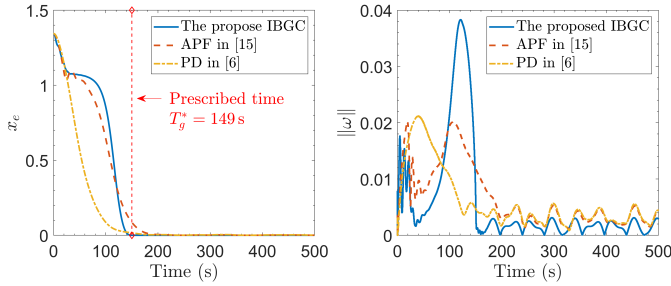 1.5
1
0.5
0
x_e
0 100 200 300 400 500
Time (s)
The propose IBGC
APF in [15]
PD in [6]
Prescribed time
T_g^* = 149 s
0.04
0.03
0.02
0.01
0
||ω||
0 100 200 300 400 500
Time (s)
The proposed IBGC
APF in [15]
PD in [6]